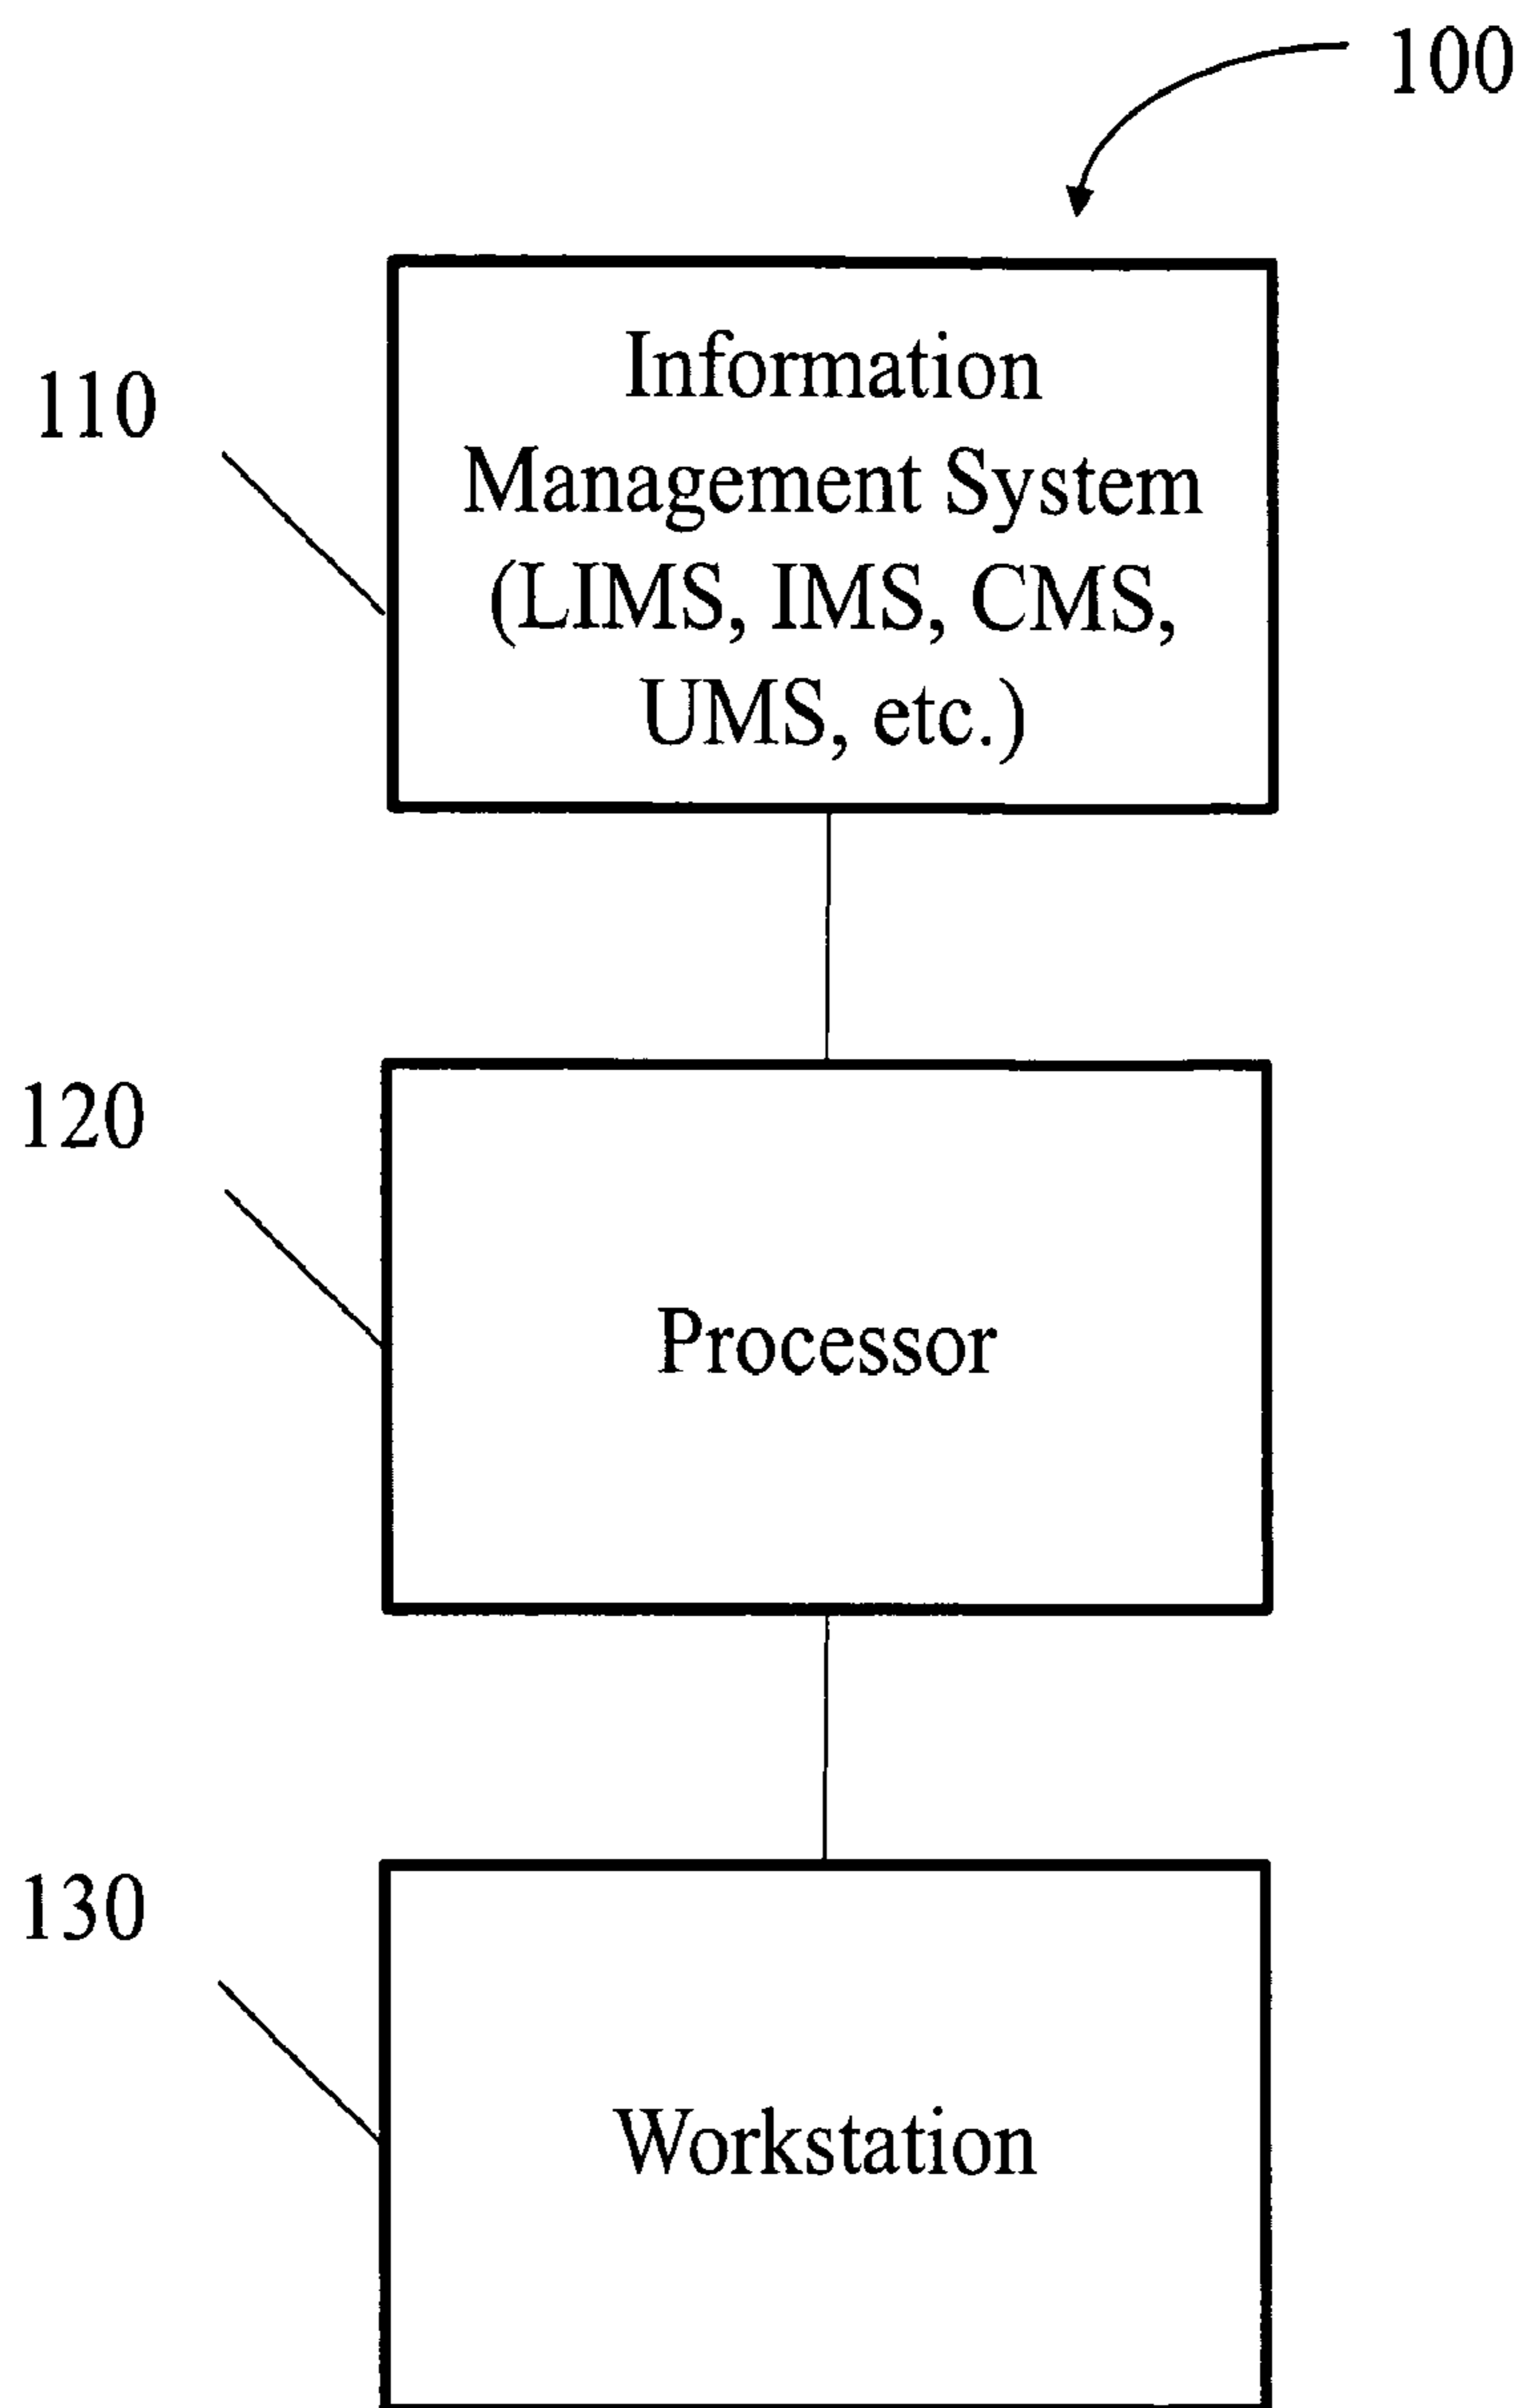 100
110
Information
Management System
(LIMS, IMS, CMS,
UMS, etc.)
120
Processor
130
Workstation